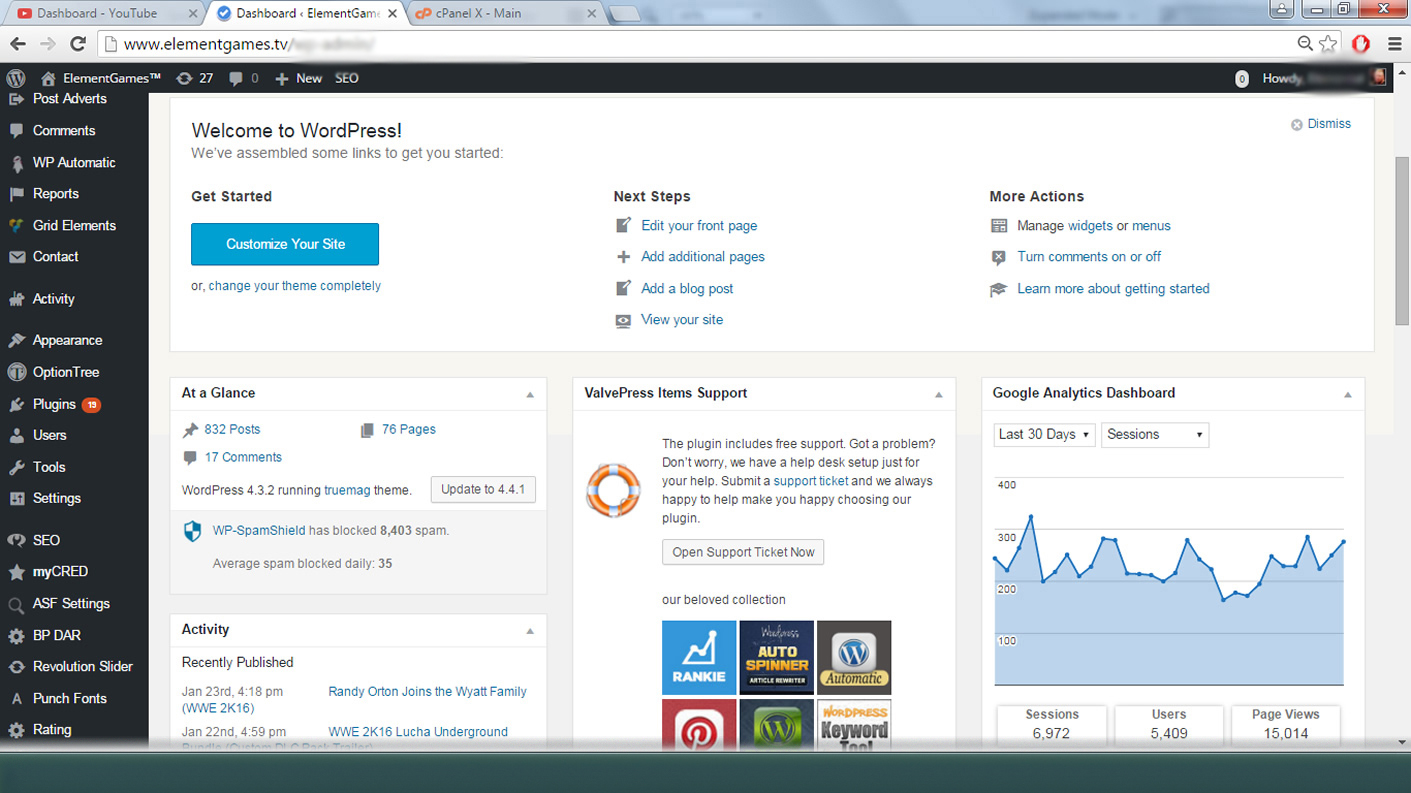 Dashboard - YouTube
Dashboard ‹ ElementGame
cPanel X - Main
www.elementgames.tv/
ElementGames™ 27 0 New SEO
0 Howdy,
Post Adverts
Comments
WP Automatic
Reports
Grid Elements
Contact
Activity
Appearance
OptionTree
Plugins 19
Users
Tools
Settings
SEO
myCRED
ASF Settings
BP DAR
Revolution Slider
Punch Fonts
Rating
Welcome to WordPress!
Dismiss
We've assembled some links to get you started:
Get Started
Customize Your Site
or, change your theme completely
Next Steps
Edit your front page
Add additional pages
Add a blog post
View your site
More Actions
Manage widgets or menus
Turn comments on or off
Learn more about getting started
At a Glance
832 Posts
76 Pages
17 Comments
WordPress 4.3.2 running truemag theme.
Update to 4.4.1
WP-SpamShield has blocked 8,403 spam.
Average spam blocked daily: 35
Activity
Recently Published
Jan 23rd, 4:18 pm Randy Orton Joins the Wyatt Family
(WWE 2K16)
Jan 22nd, 4:59 pm WWE 2K16 Lucha Underground
Bundle (Custom DLC Pack Trailer)
ValvePress Items Support
The plugin includes free support. Got a problem?
Don't worry, we have a help desk setup just for
your help. Submit a support ticket and we always
happy to help make you happy choosing our
plugin.
Open Support Ticket Now
our beloved collection
RANKIE
Wordpress
AUTO
SPINNER
ARTICLE REWRITER
Automatic
WORDPRESS
Keyword
Tool
Google Analytics Dashboard
Last 30 Days
Sessions
400
300
200
100
Sessions
6,972
Users
5,409
Page Views
15,014